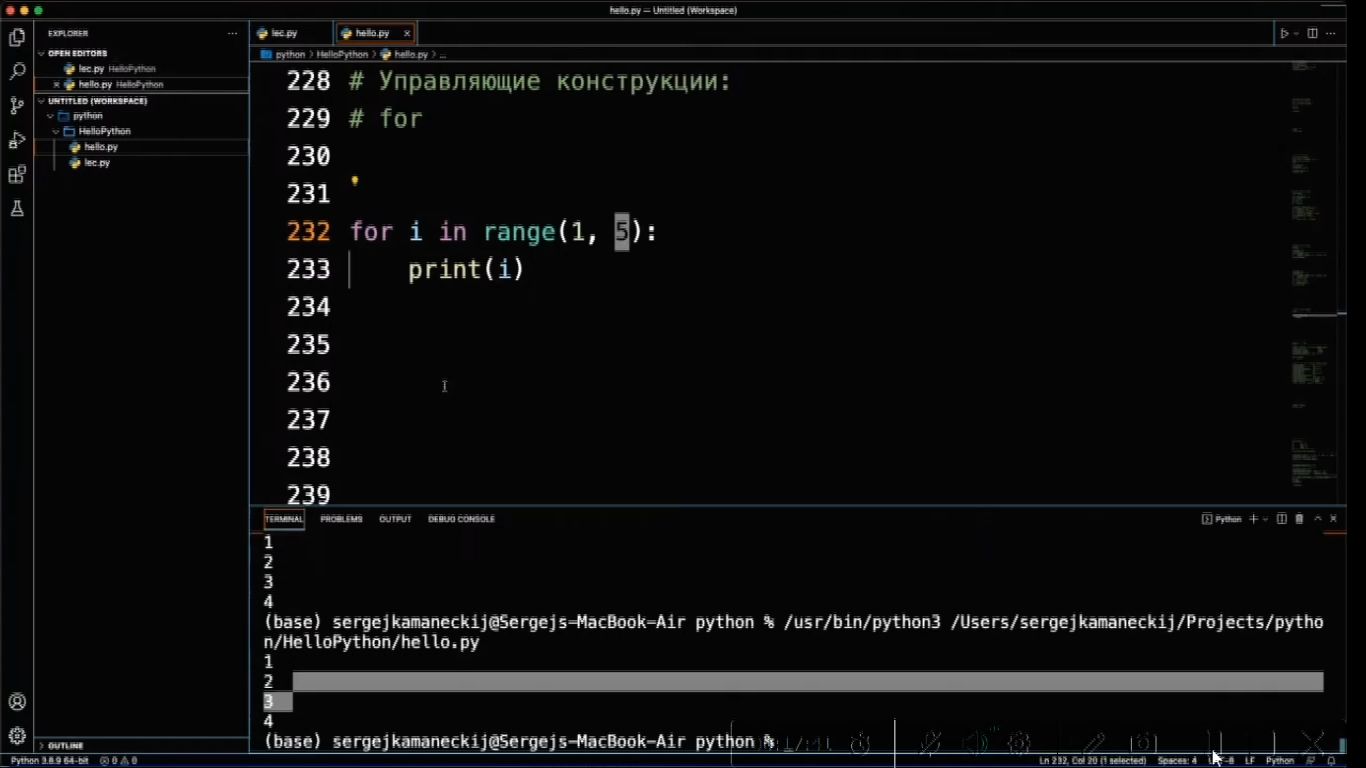 hello.py — Untitled (Workspace)
EXPLORER
OPEN EDITORS
lec.py HelloPython
hello.py HelloPython
UNTITLED (WORKSPACE)
python
HelloPython
hello.py
lec.py
OUTLINE
lec.py
hello.py
python > HelloPython > hello.py > ...
228 # Управляющие конструкции:
229 # for
230
231
232 for i in range(1, 5):
233 print(i)
234
235
236
237
238
239
TERMINAL PROBLEMS OUTPUT DEBUG CONSOLE
Python
1
2
3
4
(base) sergejkamaneckij@Sergejs-MacBook-Air python % /usr/bin/python3 /Users/sergejkamaneckij/Projects/pytho
n/HelloPython/hello.py
1
2
3
4
(base) sergejkamaneckij@Sergejs-MacBook-Air python %
Python 3.8.9 64-bit 0 0
Ln 232, Col 20 (1 selected) Spaces: 4 LF Python